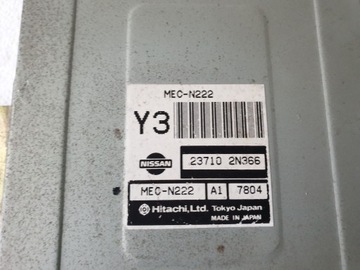 MEC-N222
Y3
NISSAN
23710 2N366
MEC-N222 A1 7804
Hitachi, Ltd. Tokyo Japan
MADE IN JAPAN